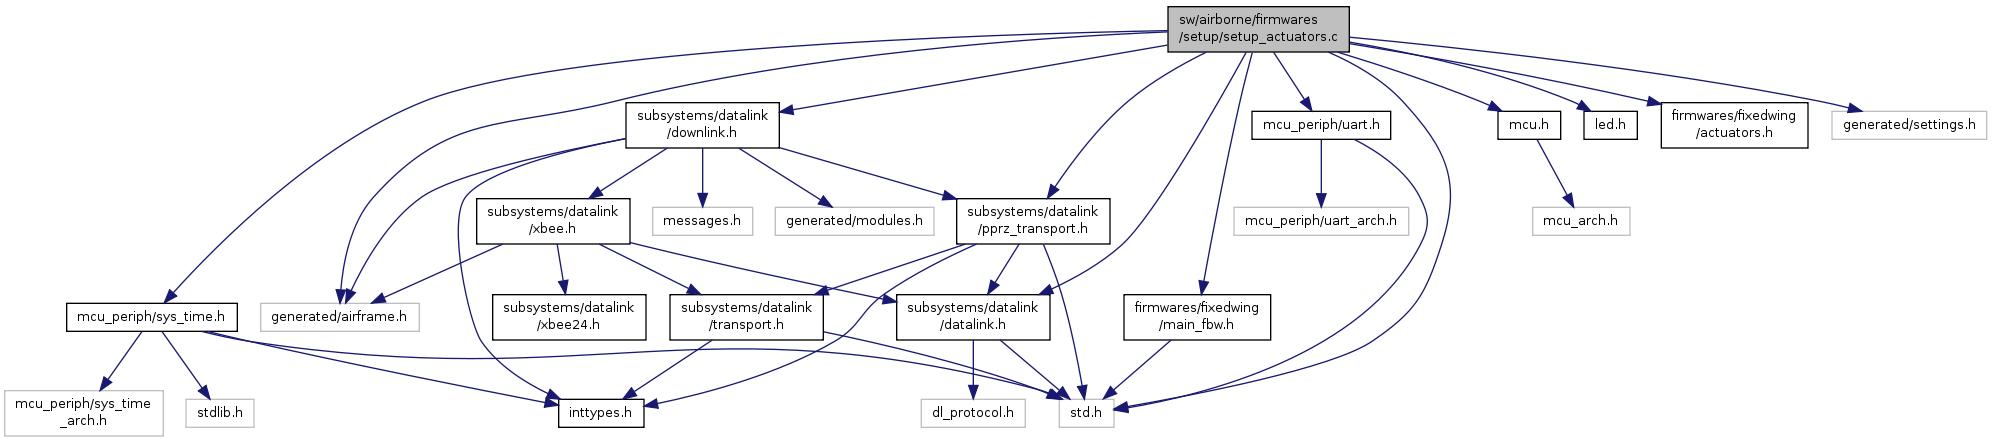 sw/airborne/firmwares
/setup/setup_actuators.c
subsystems/datalink
/downlink.h
mcu_periph/uart.h
mcu.h
led.h
firmwares/fixedwing
/actuators.h
generated/settings.h
subsystems/datalink
/xbee.h
messages.h
generated/modules.h
subsystems/datalink
/pprz_transport.h
mcu_periph/uart_arch.h
mcu_arch.h
mcu_periph/sys_time.h
generated/airframe.h
subsystems/datalink
/xbee24.h
subsystems/datalink
/transport.h
subsystems/datalink
/datalink.h
firmwares/fixedwing
/main_fbw.h
mcu_periph/sys_time
_arch.h
stdlib.h
inttypes.h
dl_protocol.h
std.h